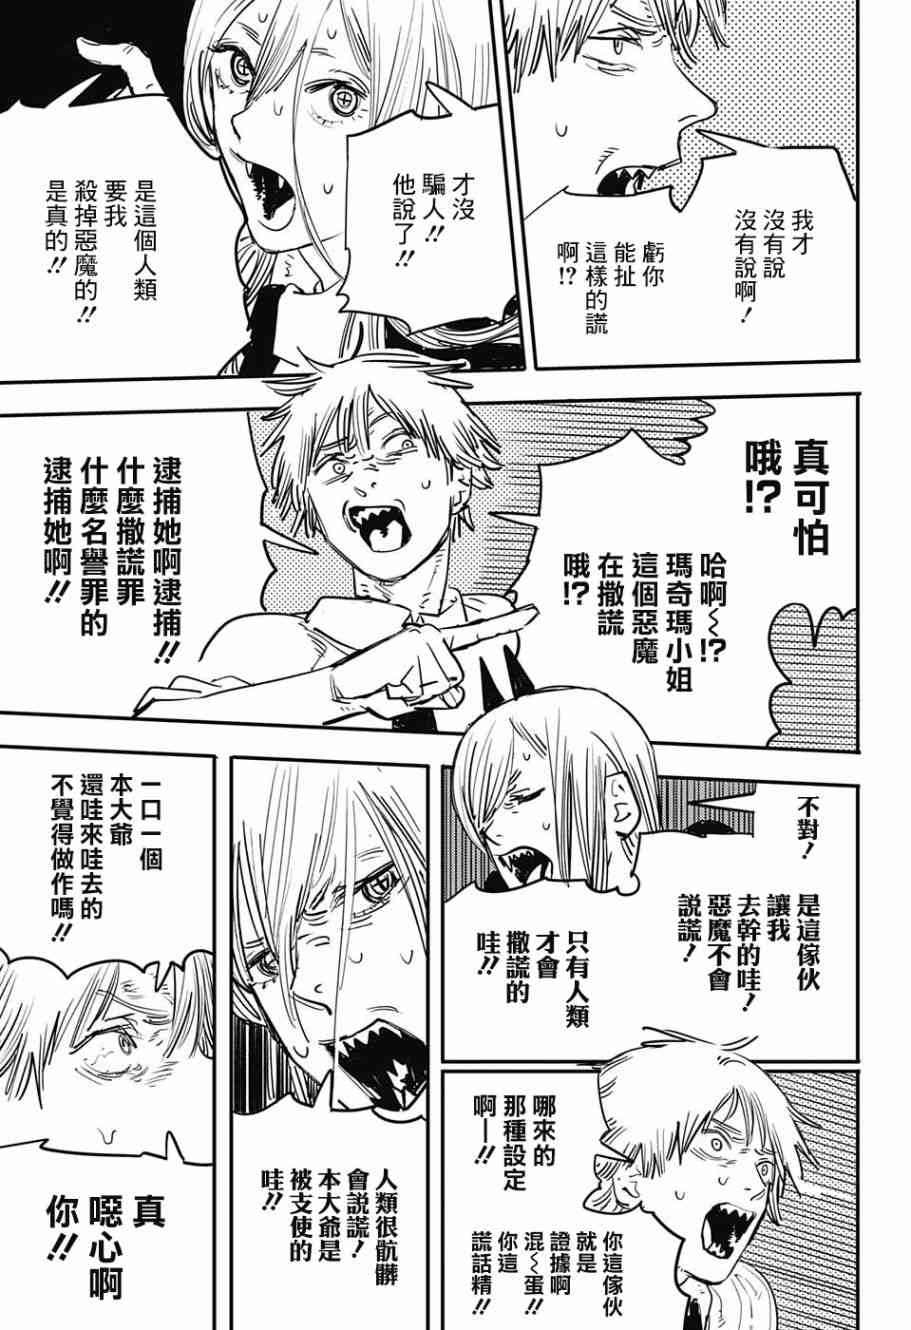 我才
沒有說
沒有說啊！
虧你
能扯
這樣的謊
啊!?
才沒
騙人!!
他說了!!
是這個人類
要我
殺掉惡魔的!!
是真的!!
真可怕
哦!?
哈啊～!?
瑪奇瑪小姐
這個惡魔
在撒謊
哦!?
逮捕她啊逮捕!!
什麼撒謊罪
什麼名譽罪的
逮捕她啊!!
不對！
是這傢伙
讓我
去幹的哇！
惡魔不會
說謊！
只有人類
才會
撒謊的
哇!!
哪來的
那種設定
啊—!!
你這傢伙
就是
證據啊
混～蛋!!
你這
謊話精!!
人類很骯髒
會說謊！
本大爺是
被支使的
哇!!
一口一個
本大爺
還哇來哇去的
不覺得做作嗎!!
真
噁心啊
你!!